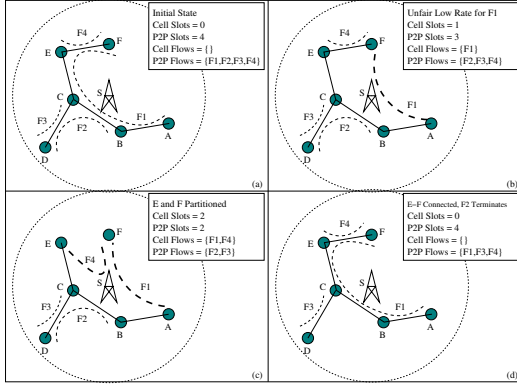 Initial State
Cell Slots = 0
P2P Slots = 4
Cell Flows = {}
P2P Flows = {F1,F2,F3,F4}
F4
F
E
C
S
F1
F3
F2
B
A
D
(a)
Unfair Low Rate for F1
Cell Slots = 1
P2P Slots = 3
Cell Flows = {F1}
P2P Flows = {F2,F3,F4}
F4
F
E
C
S
F1
F3
F2
B
A
D
(b)
E and F Partitioned
Cell Slots = 2
P2P Slots = 2
Cell Flows = {F1,F4}
P2P Flows = {F2,F3}
F
E
F4
C
S
F1
F3
F2
B
A
D
(c)
E-F Connected, F2 Terminates
Cell Slots = 0
P2P Slots = 4
Cell Flows = {}
P2P Flows = {F1,F3,F4}
F4
F
E
C
S
F1
F3
B
A
D
(d)